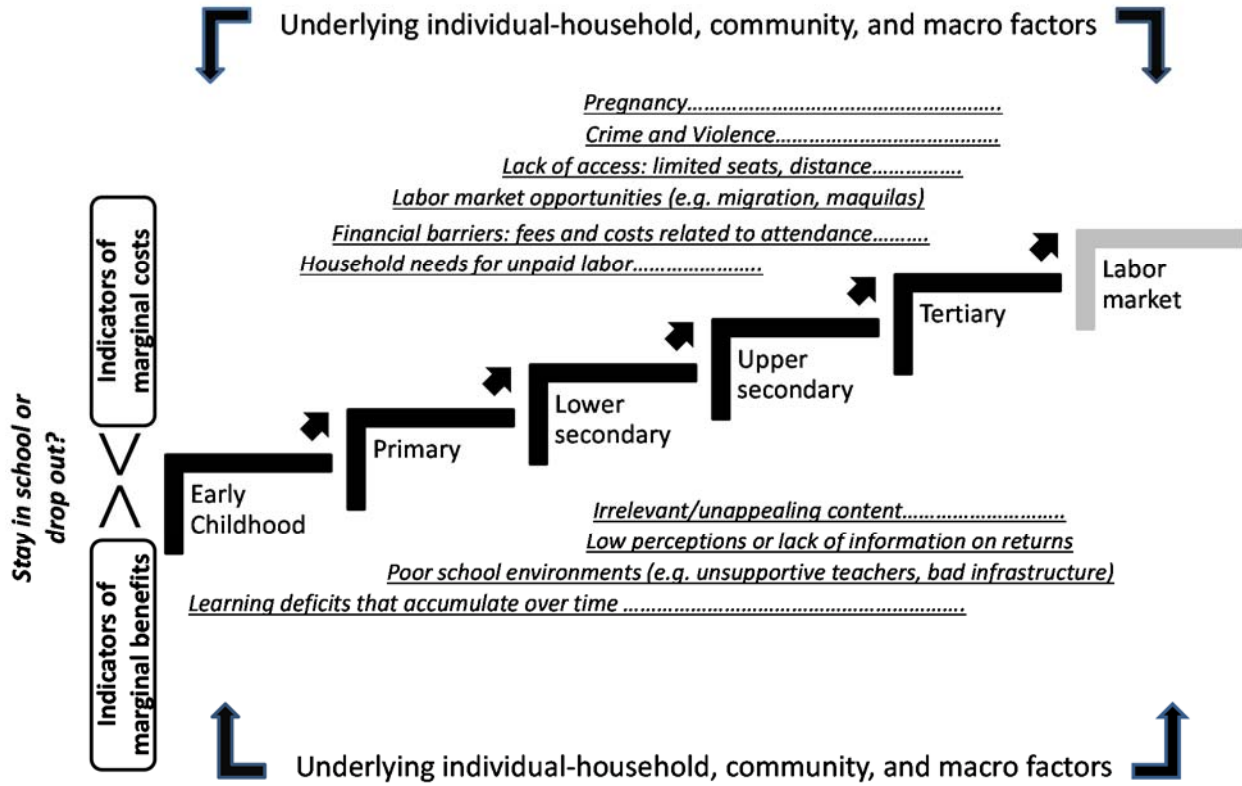 Underlying individual-household, community, and macro factors
Pregnancy……………………………………………..
Crime and Violence………………………………….
Lack of access: limited seats, distance…………….
Labor market opportunities (e.g. migration, maquilas)
Financial barriers: fees and costs related to attendance……….
Household needs for unpaid labor…………………..
Indicators of
marginal costs
Stay in school or
drop out?
Indicators of
marginal benefits
Early
Childhood
Primary
Lower
secondary
Upper
secondary
Tertiary
Labor
market
Irrelevant/unappealing content………………………..
Low perceptions or lack of information on returns
Poor school environments (e.g. unsupportive teachers, bad infrastructure)
Learning deficits that accumulate over time …………………………………………………….
Underlying individual-household, community, and macro factors